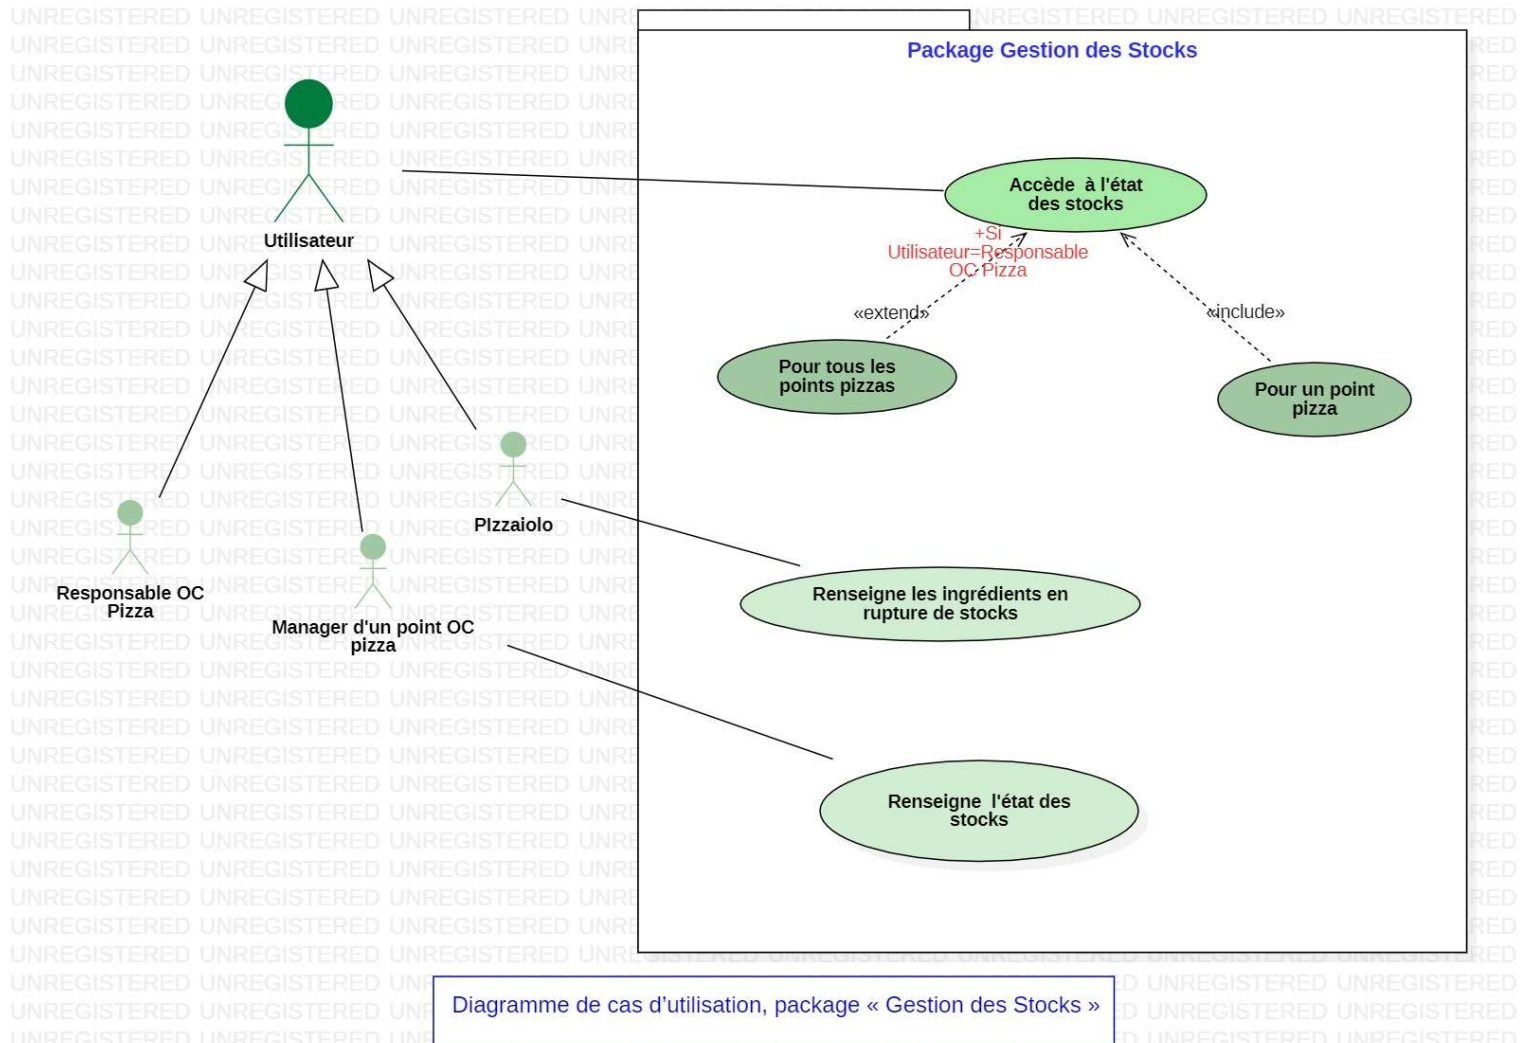 Package Gestion des Stocks
Utilisateur
Accède  à l'état
des stocks
+Si
Utilisateur=Responsable
OC Pizza
«extend»
«include»
Pour tous les
points pizzas
Pour un point
pizza
PIzzaiolo
Responsable OC
Pizza
Manager d'un point OC
pizza
Renseigne les ingrédients en
rupture de stocks
Renseigne  l'état des
stocks
Diagramme de cas d’utilisation, package « Gestion des Stocks »
UNREGISTERED